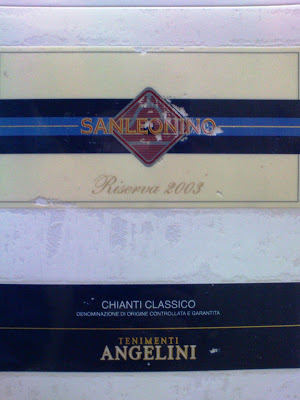 SANLEONINO
Riserva 2003
CHIANTI CLASSICO
DENOMINAZIONE DI ORIGINE CONTROLLATA E GARANTITA
TENIMENTI
ANGELINI